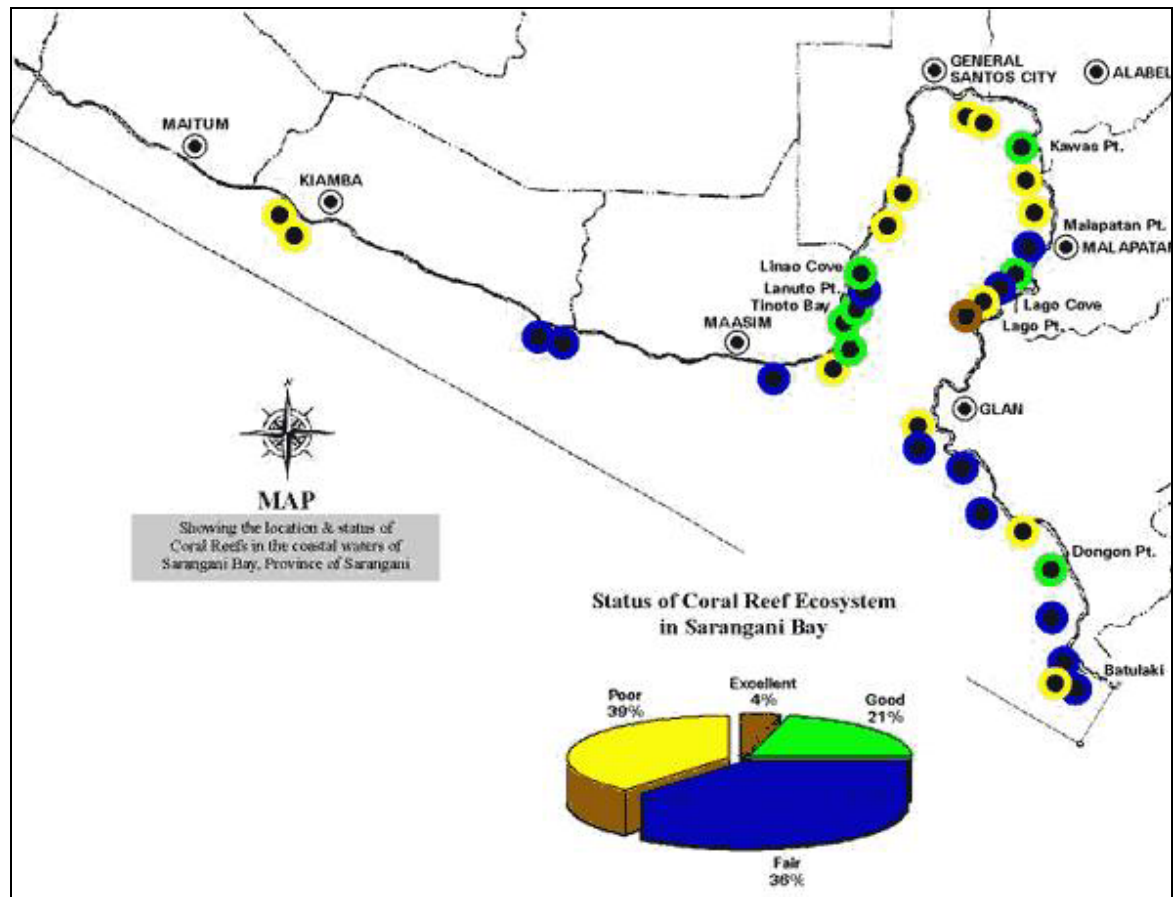 GENERAL
SANTOS CITY
ALABEL
MAITUM
Kawas Pt.
KIAMBA
Malapatan Pt.
MALAPATAN
Linao Cove
Lanuto Pt.
Tinoto Bay
Lago Cove
MAASIM
Lago Pt.
GLAN
N
MAP
Showing the location & status of
Coral Reefs in the coastal waters of
Sarangani Bay, Province of Sarangani
Dongon Pt.
Status of Coral Reef Ecosystem
in Sarangani Bay
Batulaki
Poor
39%
Excellent
4%
Good
21%
Fair
36%